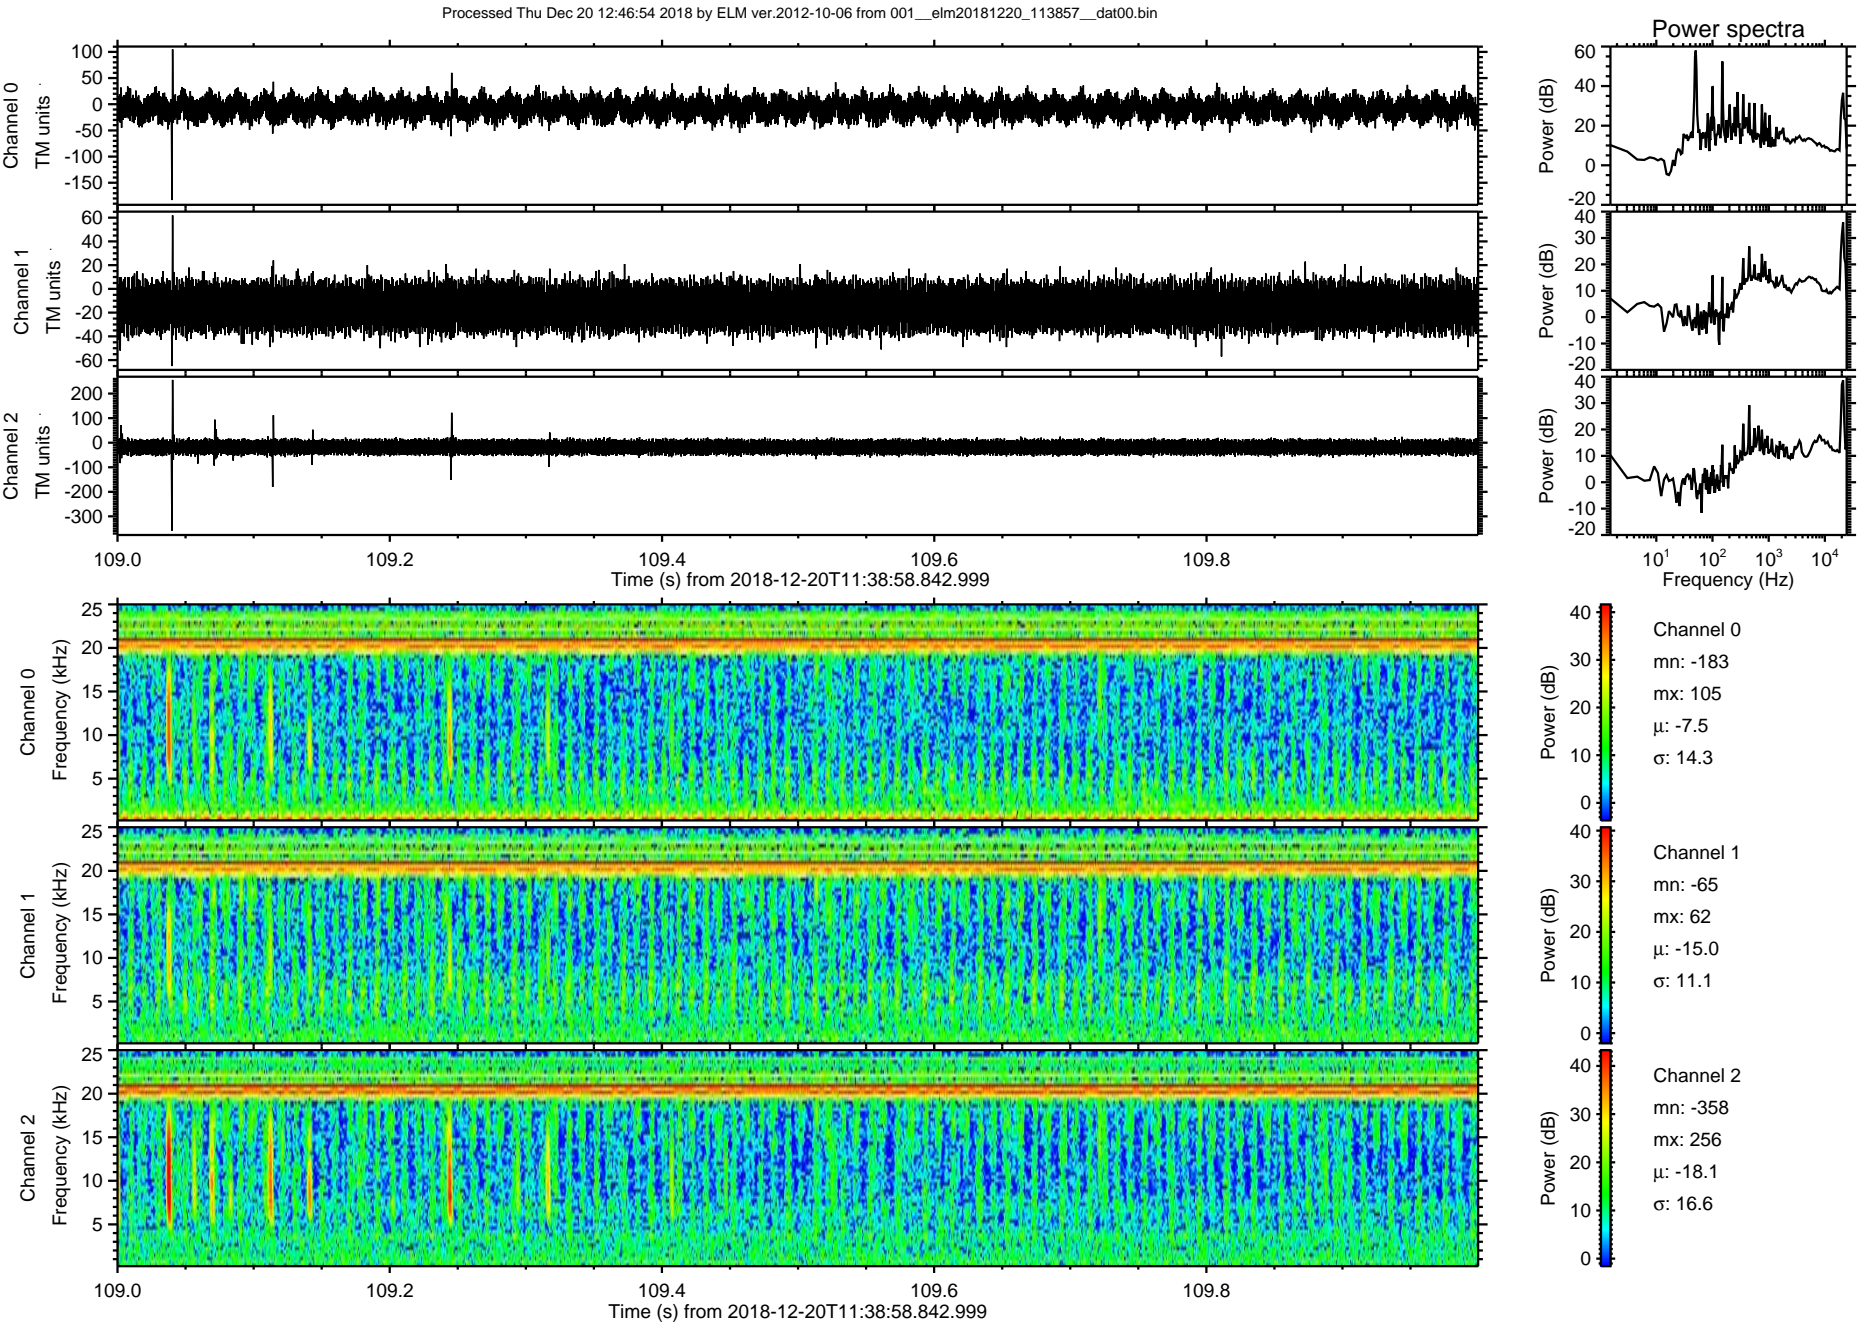 Processed Thu Dec 20 12:46:54 2018 by ELM ver.2012-10-06 from 001__elm20181220_113857__dat00.bin
Power spectra
Channel 0
TM units
100
50
0
-50
-100
-150
Power (dB)
60
40
20
0
-20
Channel 1
TM units
60
40
20
0
-20
-40
-60
Power (dB)
40
30
20
10
0
-10
-20
Channel 2
TM units
200
100
0
-100
-200
-300
Power (dB)
40
30
20
10
0
-10
-20
109.0 109.2 109.4 109.6 109.8
Time (s) from 2018-12-20T11:38:58.842.999
10¹ 10² 10³ 10⁴
Frequency (Hz)
Channel 0
Frequency (kHz)
25
20
15
10
5
Power (dB)
40
30
20
10
0
Channel 0
mn: -183
mx: 105
μ: -7.5
σ: 14.3
Channel 1
Frequency (kHz)
25
20
15
10
5
Power (dB)
40
30
20
10
0
Channel 1
mn: -65
mx: 62
μ: -15.0
σ: 11.1
Channel 2
Frequency (kHz)
25
20
15
10
5
Power (dB)
40
30
20
10
0
Channel 2
mn: -358
mx: 256
μ: -18.1
σ: 16.6
109.0 109.2 109.4 109.6 109.8
Time (s) from 2018-12-20T11:38:58.842.999